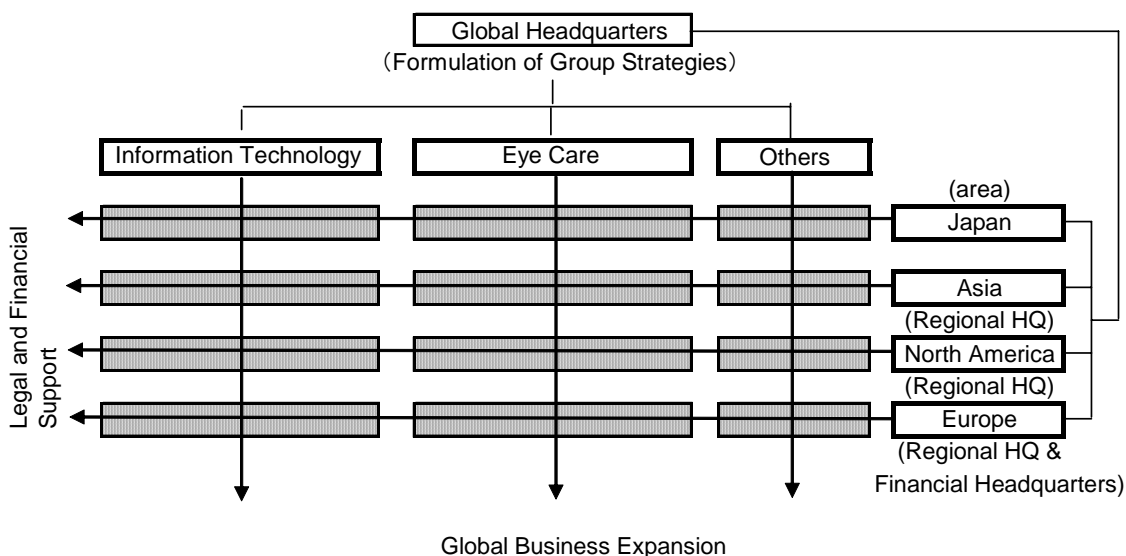 Global Headquarters
(Formulation of Group Strategies)
Information Technology
Eye Care
Others
(area)
Japan
Asia
(Regional HQ)
North America
(Regional HQ)
Europe
(Regional HQ &
Financial Headquarters)
Legal and Financial
Support
Global Business Expansion